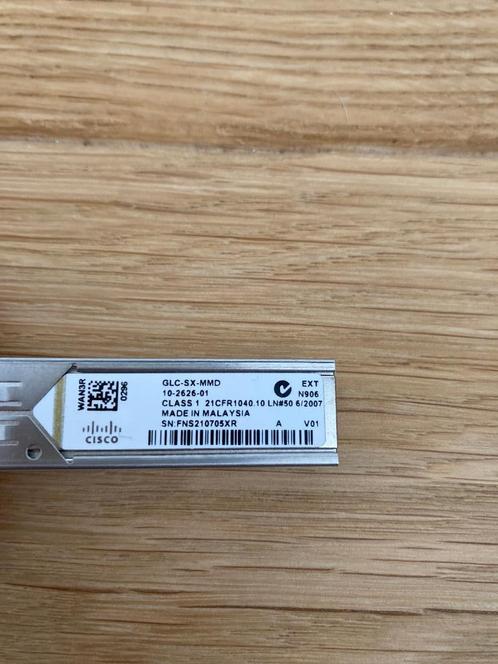 WAN3R
0296
CISCO
GLC-SX-MMD
10-2626-01
CLASS 1 21CFR1040.10 LN#50 6/2007
MADE IN MALAYSIA
SN:FNS210705XR A V01
EXT
N906